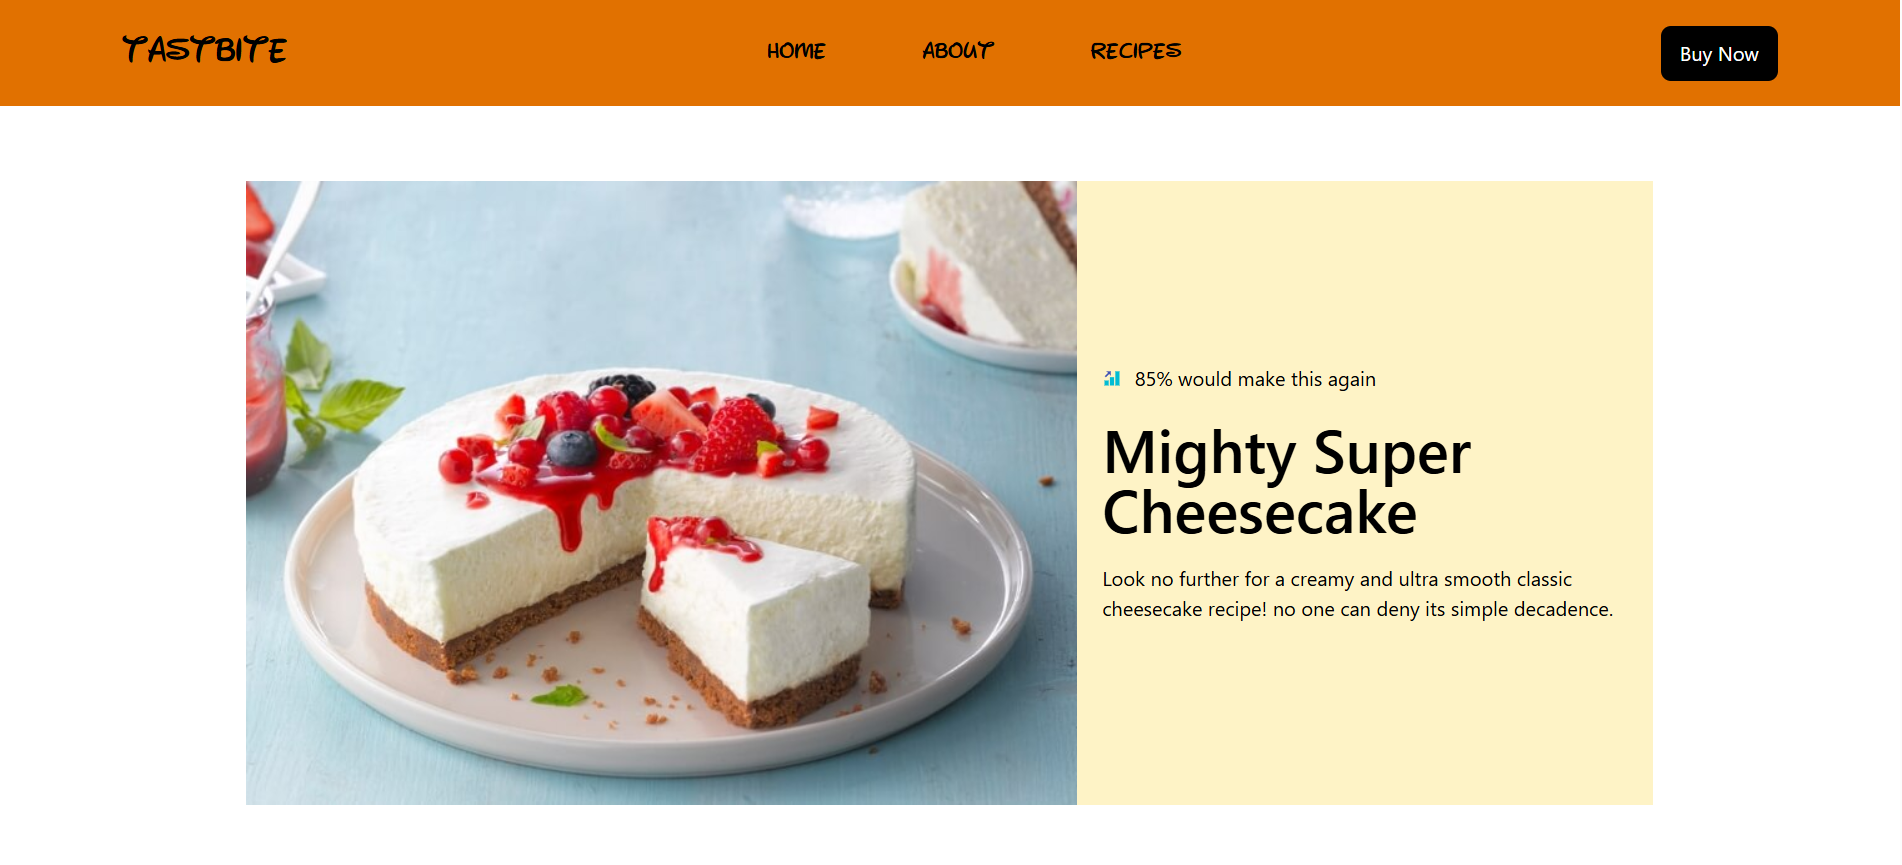 TASTBITE
HOME ABOUT RECIPES
Buy Now
85% would make this again
Mighty Super
Cheesecake
Look no further for a creamy and ultra smooth classic
cheesecake recipe! no one can deny its simple decadence.